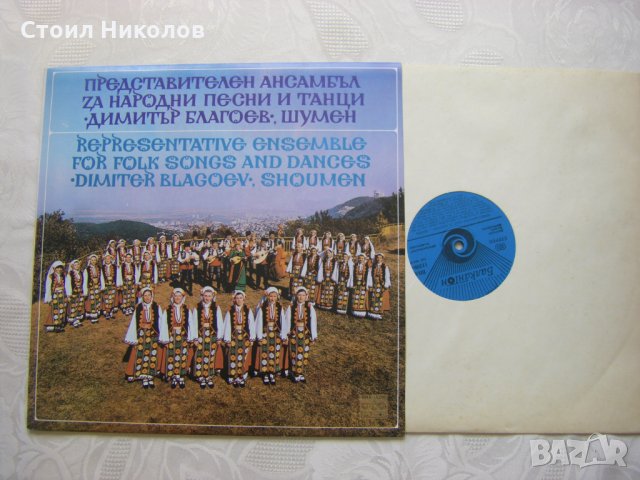 Стоил Николов
ПРЕДСТАВИТЕЛЕН АНСАМБЪЛ
ЗА НАРОДНИ ПЕСНИ И ТАНЦИ
·ДИМИТЪР БЛАГОЕВ·, ШУМЕН
REPRESENTATIVE ENSEMBLE
FOR FOLK SONGS AND DANCES
·DIMITER BLAGOEV·, SHOUMEN
Балкантон
BAZAR